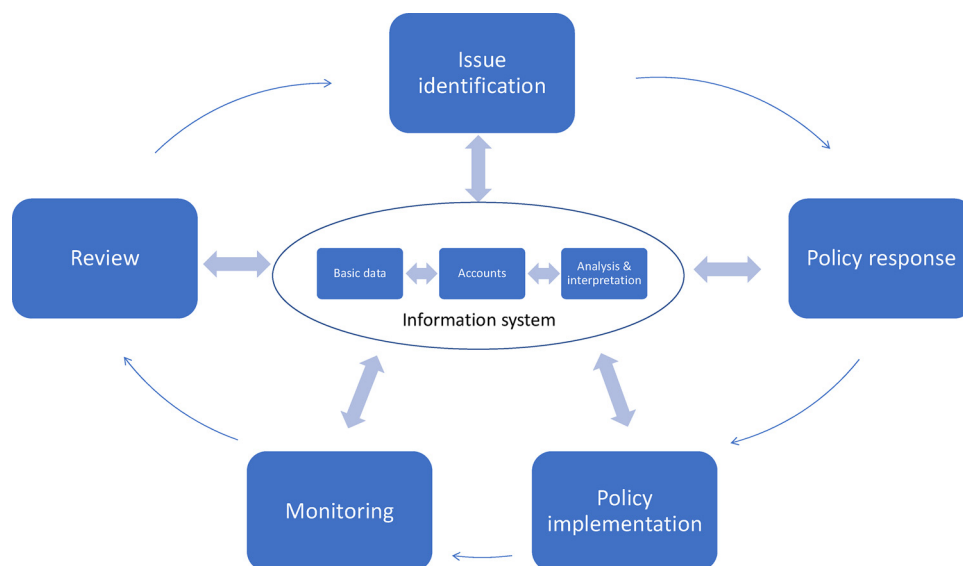 Issue
identification
Review
Policy response
Basic data
Accounts
Analysis &
interpretation
Information system
Monitoring
Policy
implementation